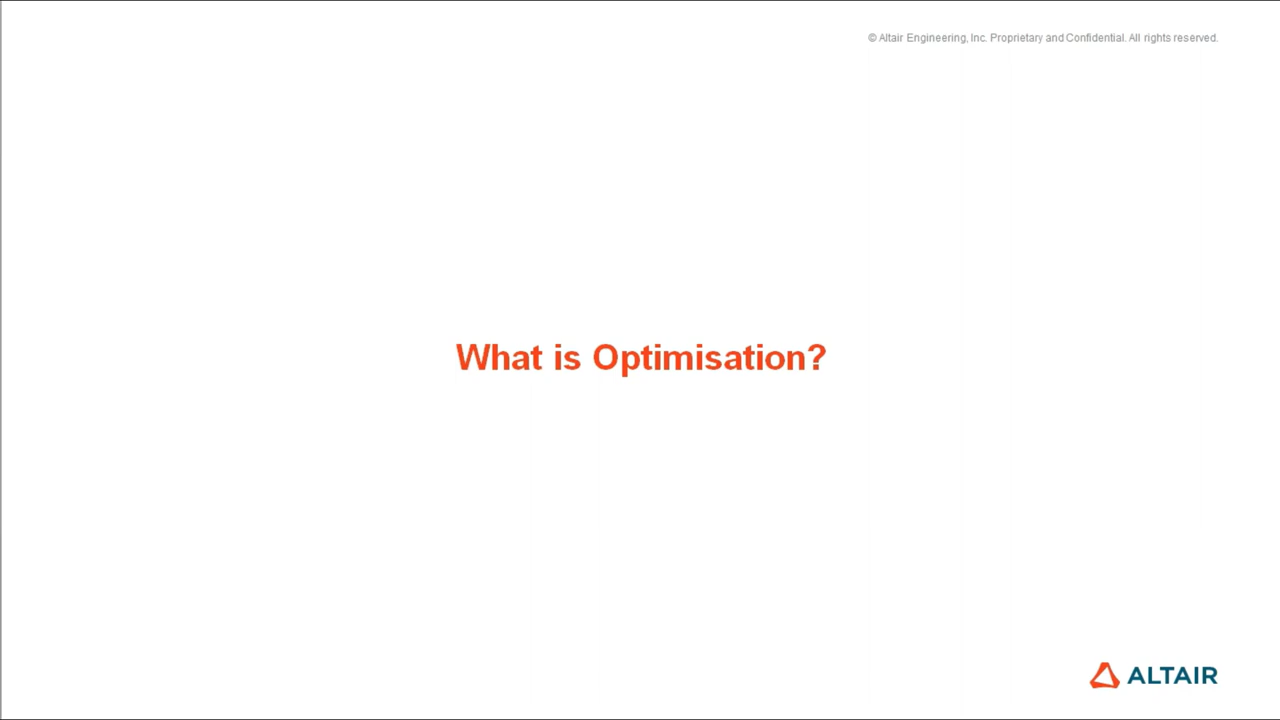 © Altair Engineering, Inc. Proprietary and Confidential. All rights reserved.
What is Optimisation?
ALTAIR